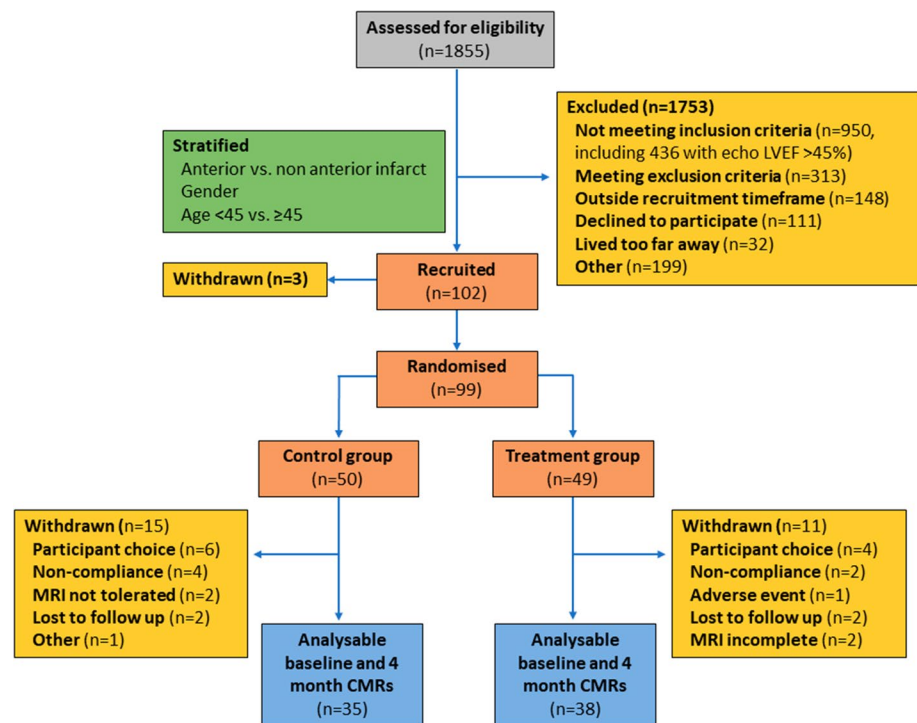 Assessed for eligibility
(n=1855)
Excluded (n=1753)
Not meeting inclusion criteria (n=950,
including 436 with echo LVEF >45%)
Meeting exclusion criteria (n=313)
Outside recruitment timeframe (n=148)
Declined to participate (n=111)
Lived too far away (n=32)
Other (n=199)
Stratified
Anterior vs. non anterior infarct
Gender
Age <45 vs. ≥45
Withdrawn (n=3)
Recruited
(n=102)
Randomised
(n=99)
Control group
(n=50)
Treatment group
(n=49)
Withdrawn (n=15)
Participant choice (n=6)
Non-compliance (n=4)
MRI not tolerated (n=2)
Lost to follow up (n=2)
Other (n=1)
Withdrawn (n=11)
Participant choice (n=4)
Non-compliance (n=2)
Adverse event (n=1)
Lost to follow up (n=2)
MRI incomplete (n=2)
Analysable
baseline and 4
month CMRs
(n=35)
Analysable
baseline and 4
month CMRs
(n=38)